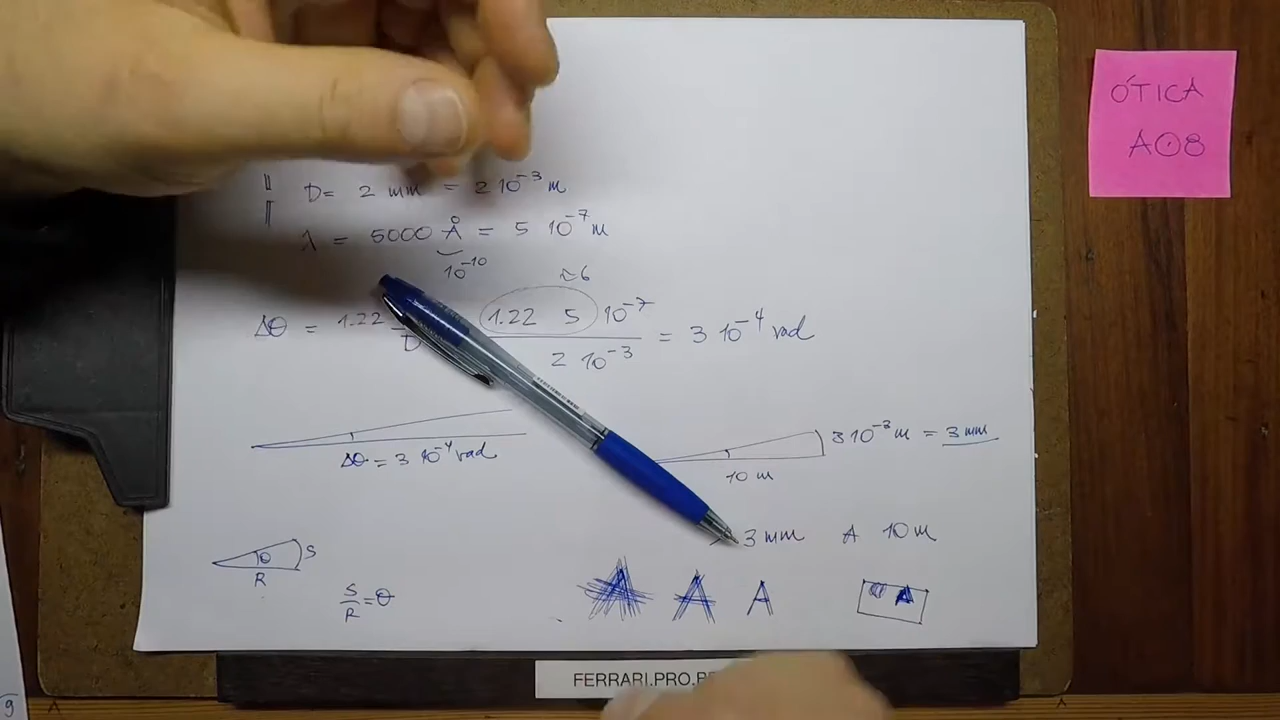 ÓTICA
A08
D = 2 mm = 2 10⁻³ m
λ = 5000 Å = 5 10⁻⁷ m
10⁻¹⁰
≈6
Δθ = 1.22 / D 1.22 5 10⁻⁷ / 2 10⁻³ = 3 10⁻⁴ rad
Δθ = 3 10⁻⁴ rad
3 10⁻³ m = 3 mm
10 m
3 mm A 10 m
θ S
R
S/R = θ
A A A A
FERRARI.PRO
9